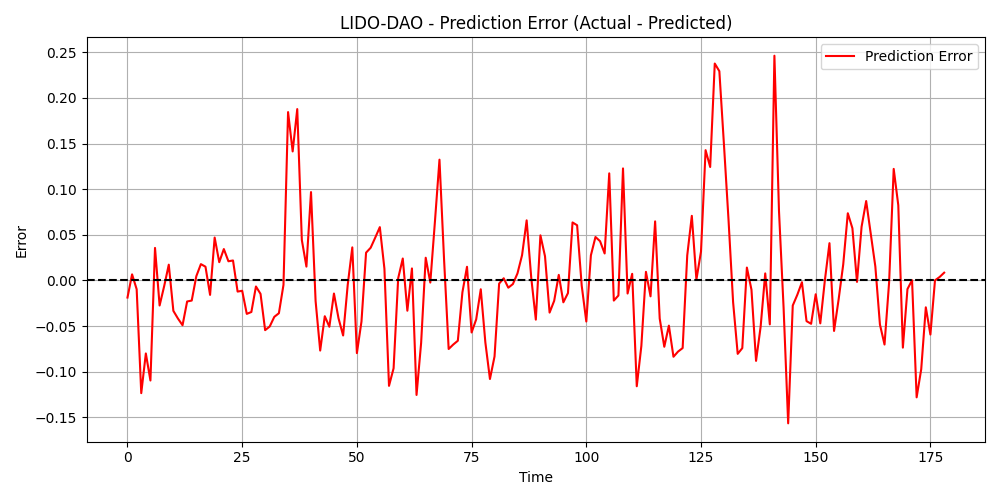 LIDO-DAO - Prediction Error (Actual - Predicted)
Prediction Error
Error
0.25
0.20
0.15
0.10
0.05
0.00
−0.05
−0.10
−0.15
0 25 50 75 100 125 150 175
Time